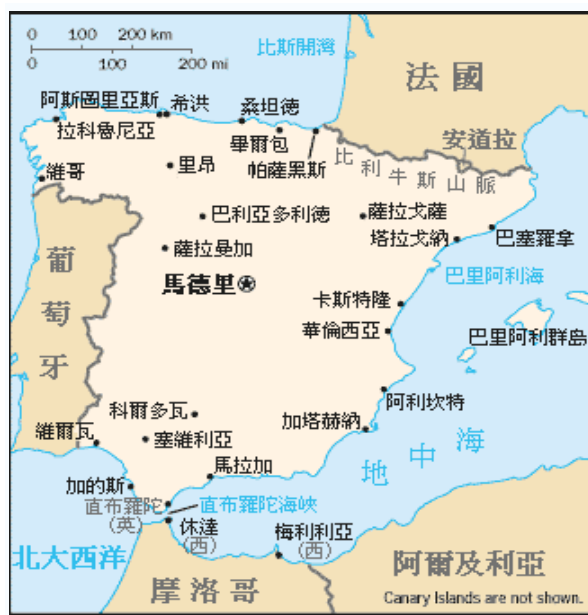 0 100 200 km
0 100 200 mi
比斯開灣
法國
阿斯圖里亞斯
希洪
桑坦德
拉科魯尼亞
畢爾包
安道拉
維哥
里昂
帕薩黑斯
比利牛斯山脈
巴利亞多利德
薩拉戈薩
葡萄牙
薩拉曼加
塔拉戈納
巴塞羅拿
馬德里
巴里阿利海
卡斯特隆
華倫西亞
巴里阿利群島
阿利坎特
科爾多瓦
加塔赫納
維爾瓦
塞維利亞
地中海
馬拉加
加的斯
直布羅陀
(英)
直布羅陀海峽
休達
(西)
梅利利亞
(西)
北大西洋
摩洛哥
阿爾及利亞
Canary Islands are not shown.